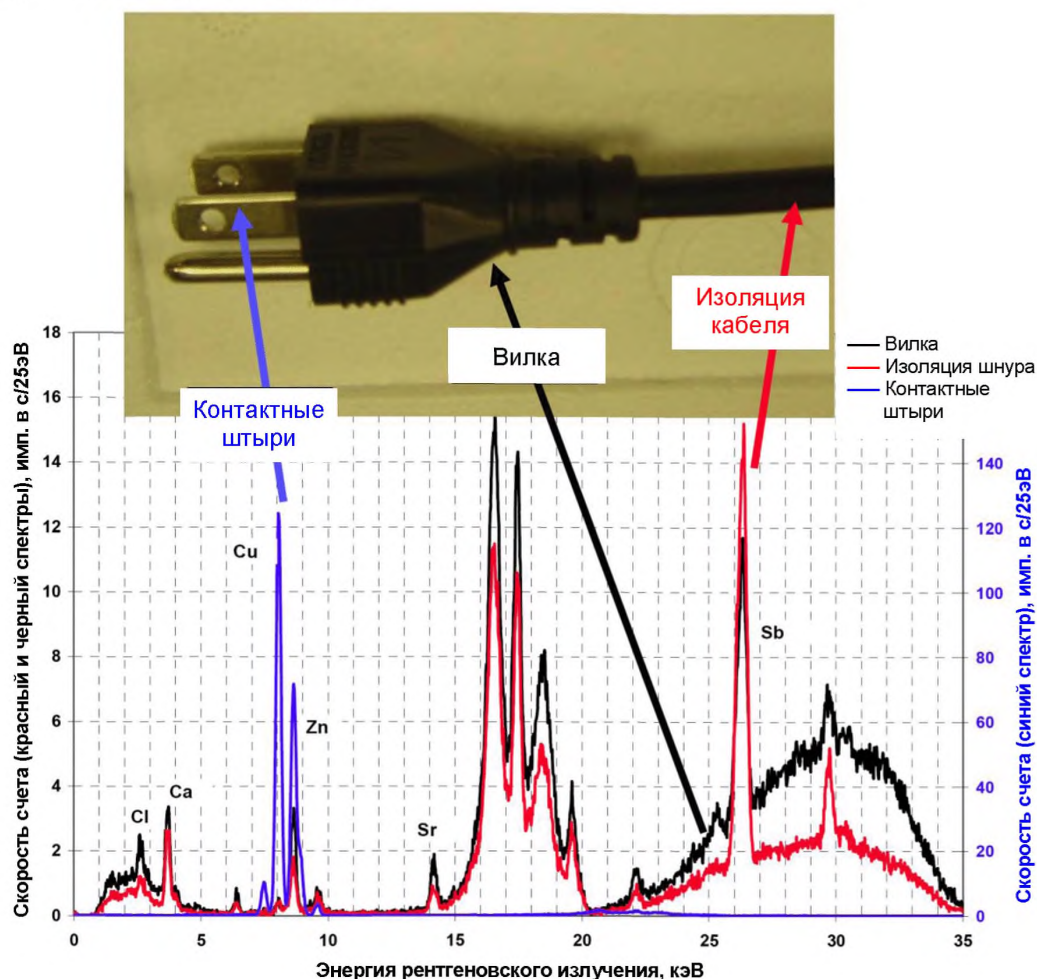 Контактные
штыри
Вилка
Изоляция
кабеля
Вилка
Изоляция шнура
Контактные
штыри
Скорость счета (красный и черный спектры), имп. в с/25эВ
18
16
14
12
10
8
6
4
2
0
Cl
Ca
Cu
Zn
Sr
Sb
140
120
100
80
60
40
20
0
Скорость счета (синий спектр), имп. в с/25эВ
0
5
10
15
20
25
30
35
Энергия рентгеновского излучения, кэВ